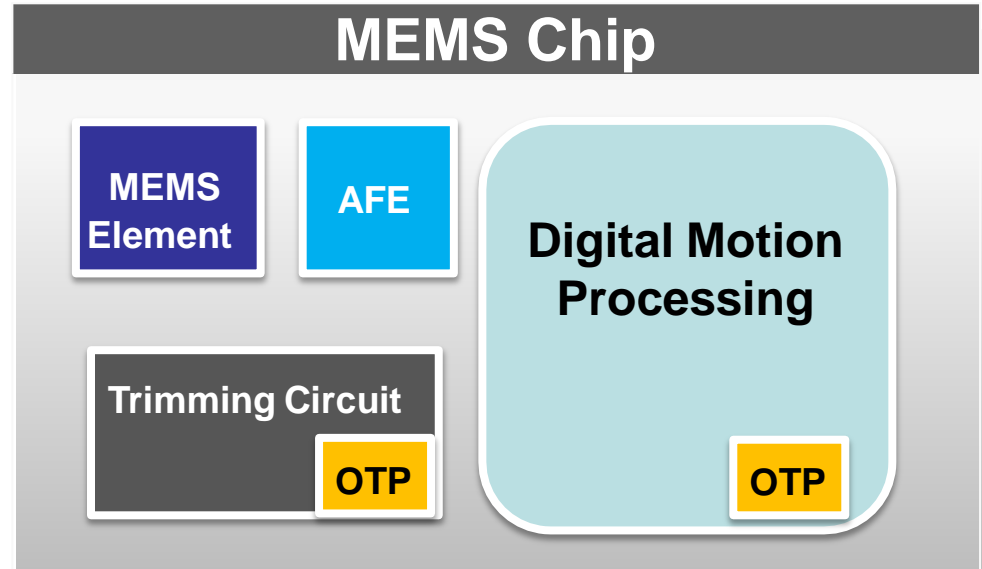 MEMS Chip
MEMS
Element
AFE
Digital Motion
Processing
Trimming Circuit
OTP
OTP